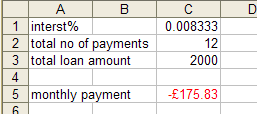 A B C D
1 interst% 0.008333
2 total no of payments 12
3 total loan amount 2000
4
5 monthly payment -£175.83
6